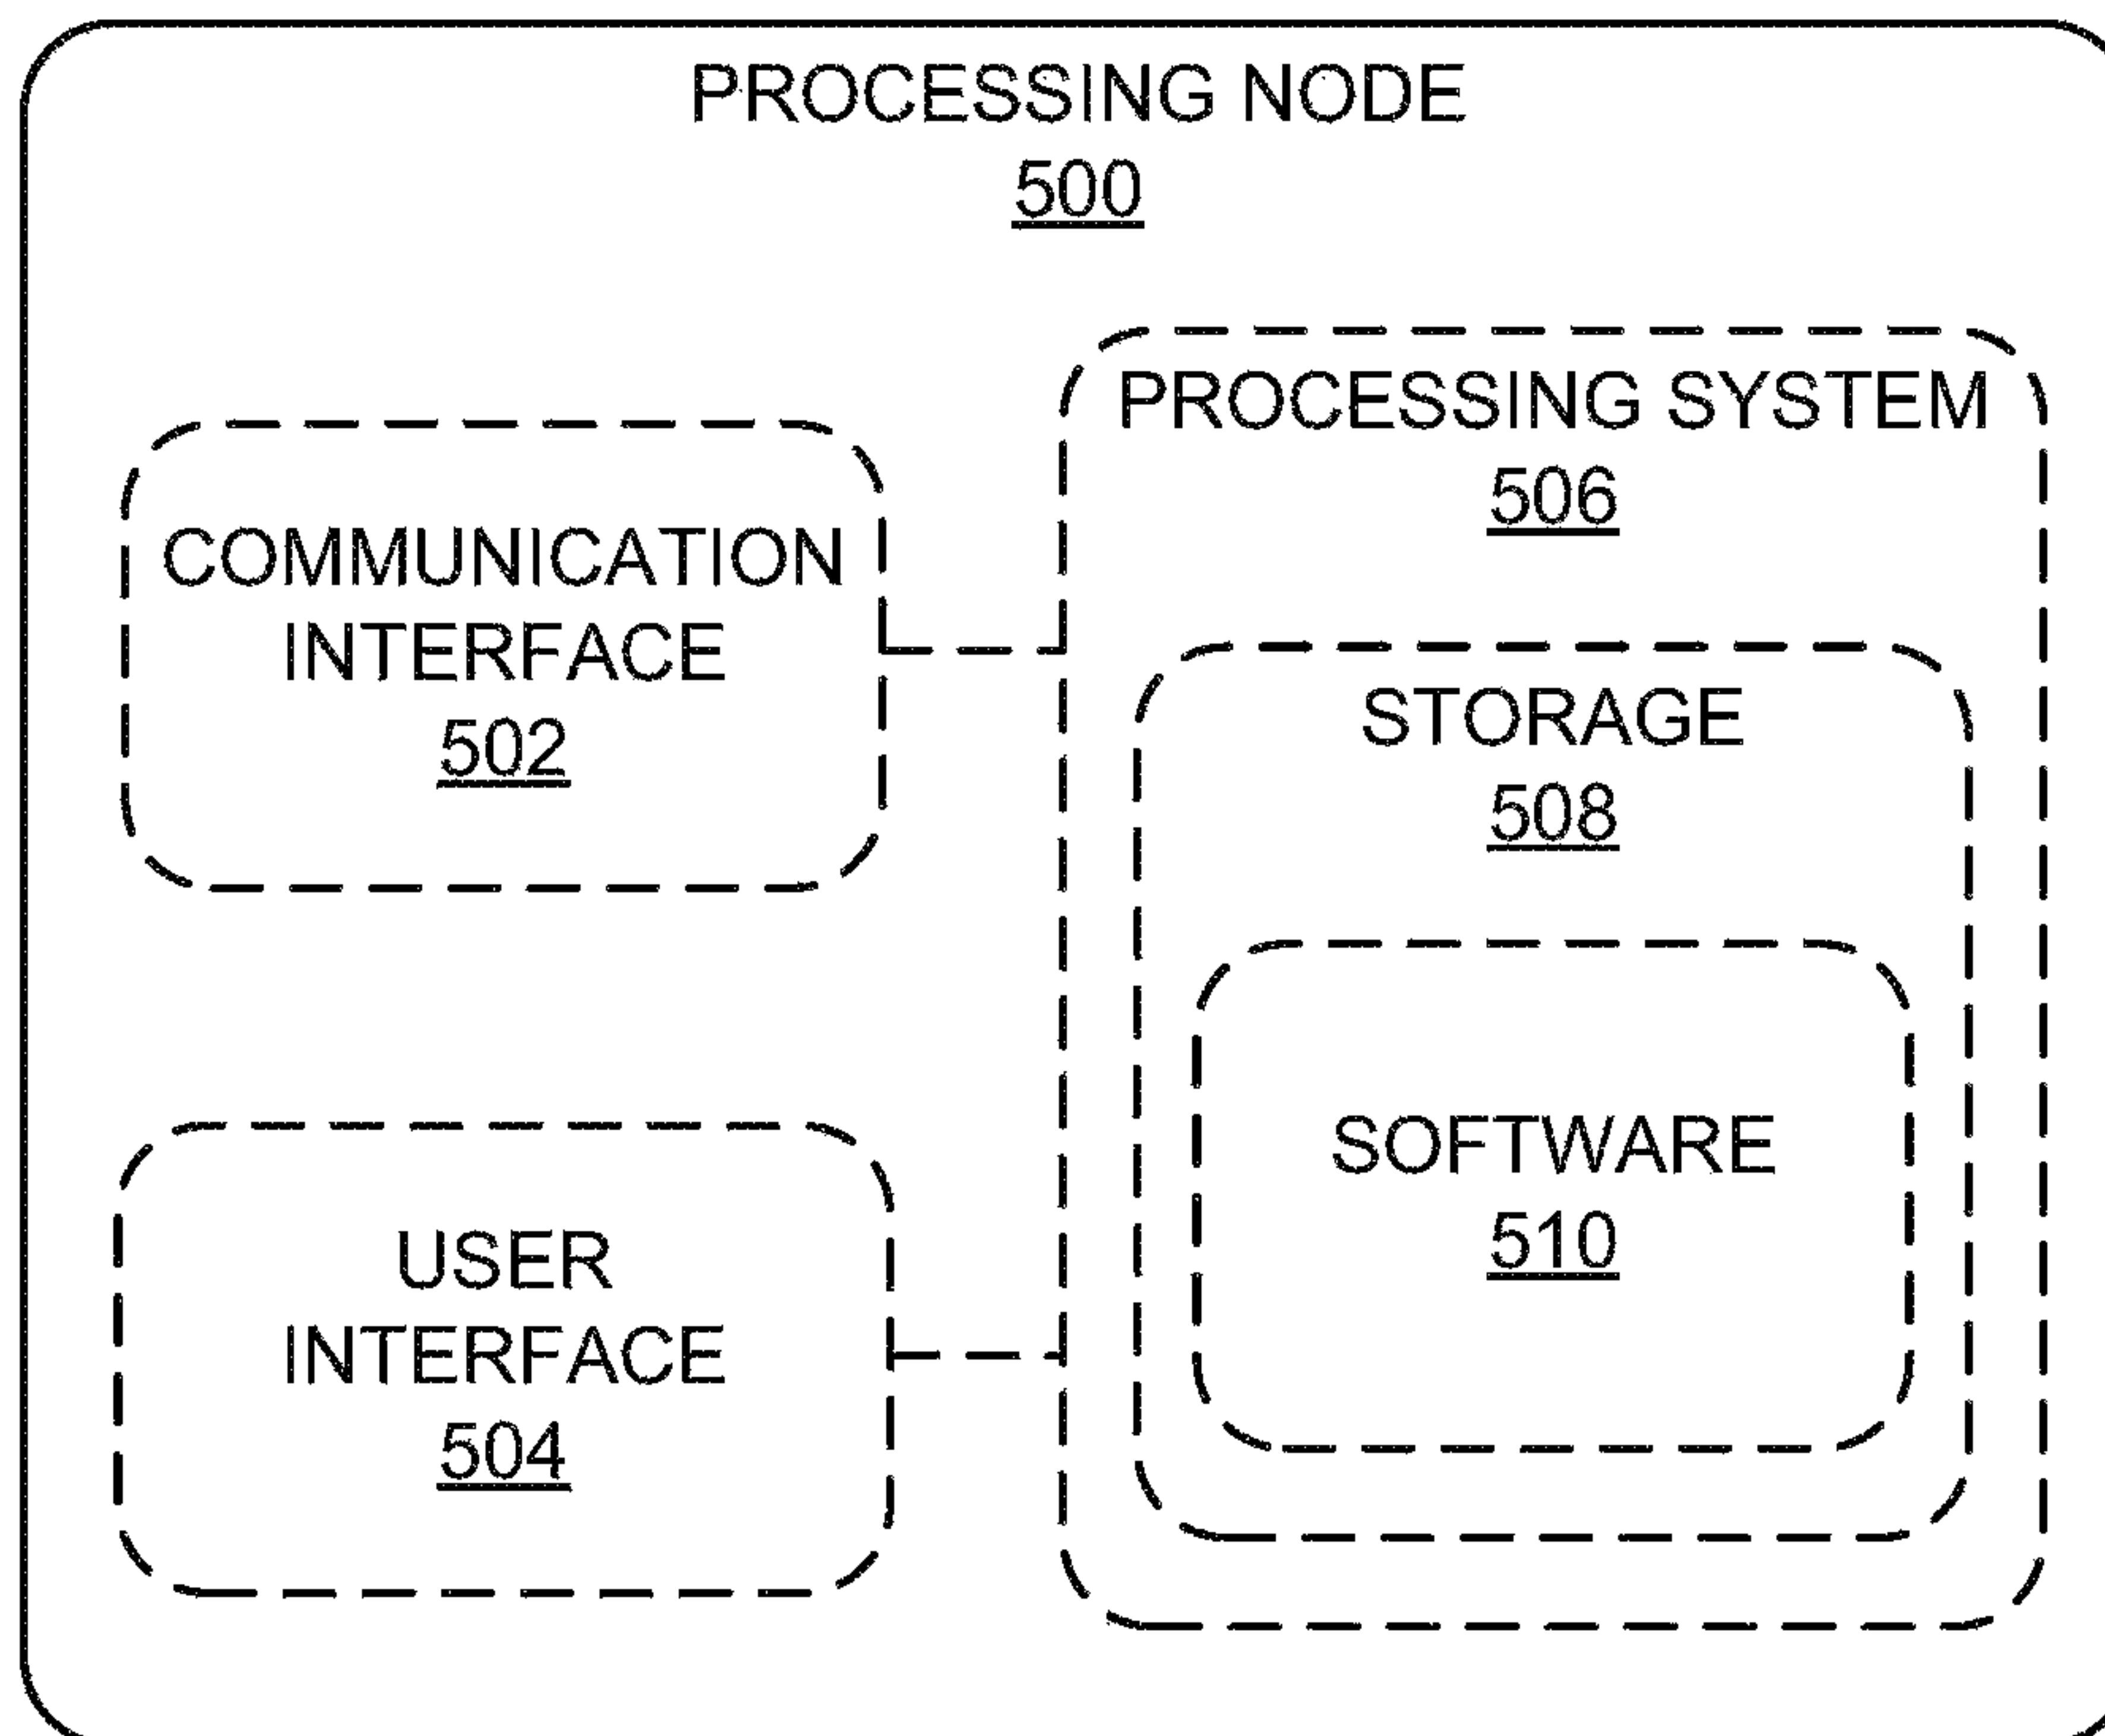 PROCESSING NODE
500
COMMUNICATION
INTERFACE
502
USER
INTERFACE
504
PROCESSING SYSTEM
506
STORAGE
508
SOFTWARE
510